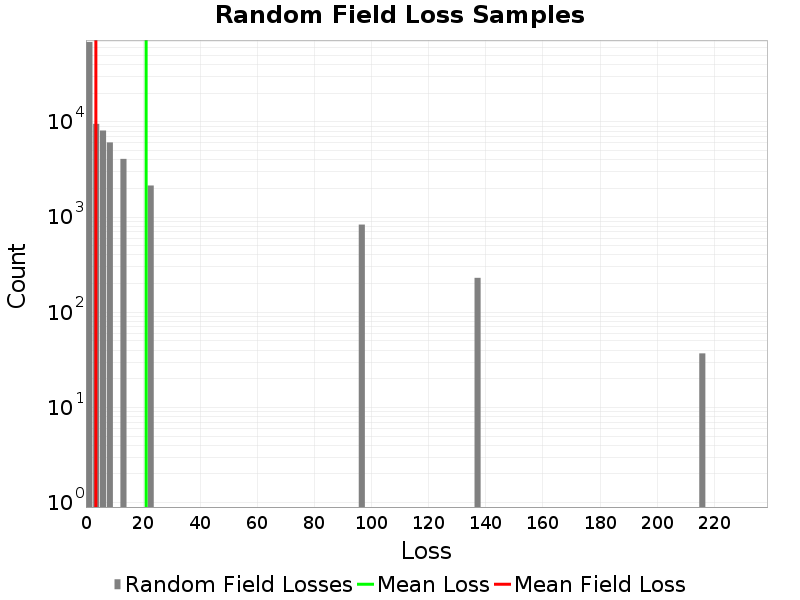 Random Field Loss Samples
Count
10^4
10^3
10^2
10^1
10^0
0 20 40 60 80 100 120 140 160 180 200 220
Loss
Random Field Losses Mean Loss Mean Field Loss